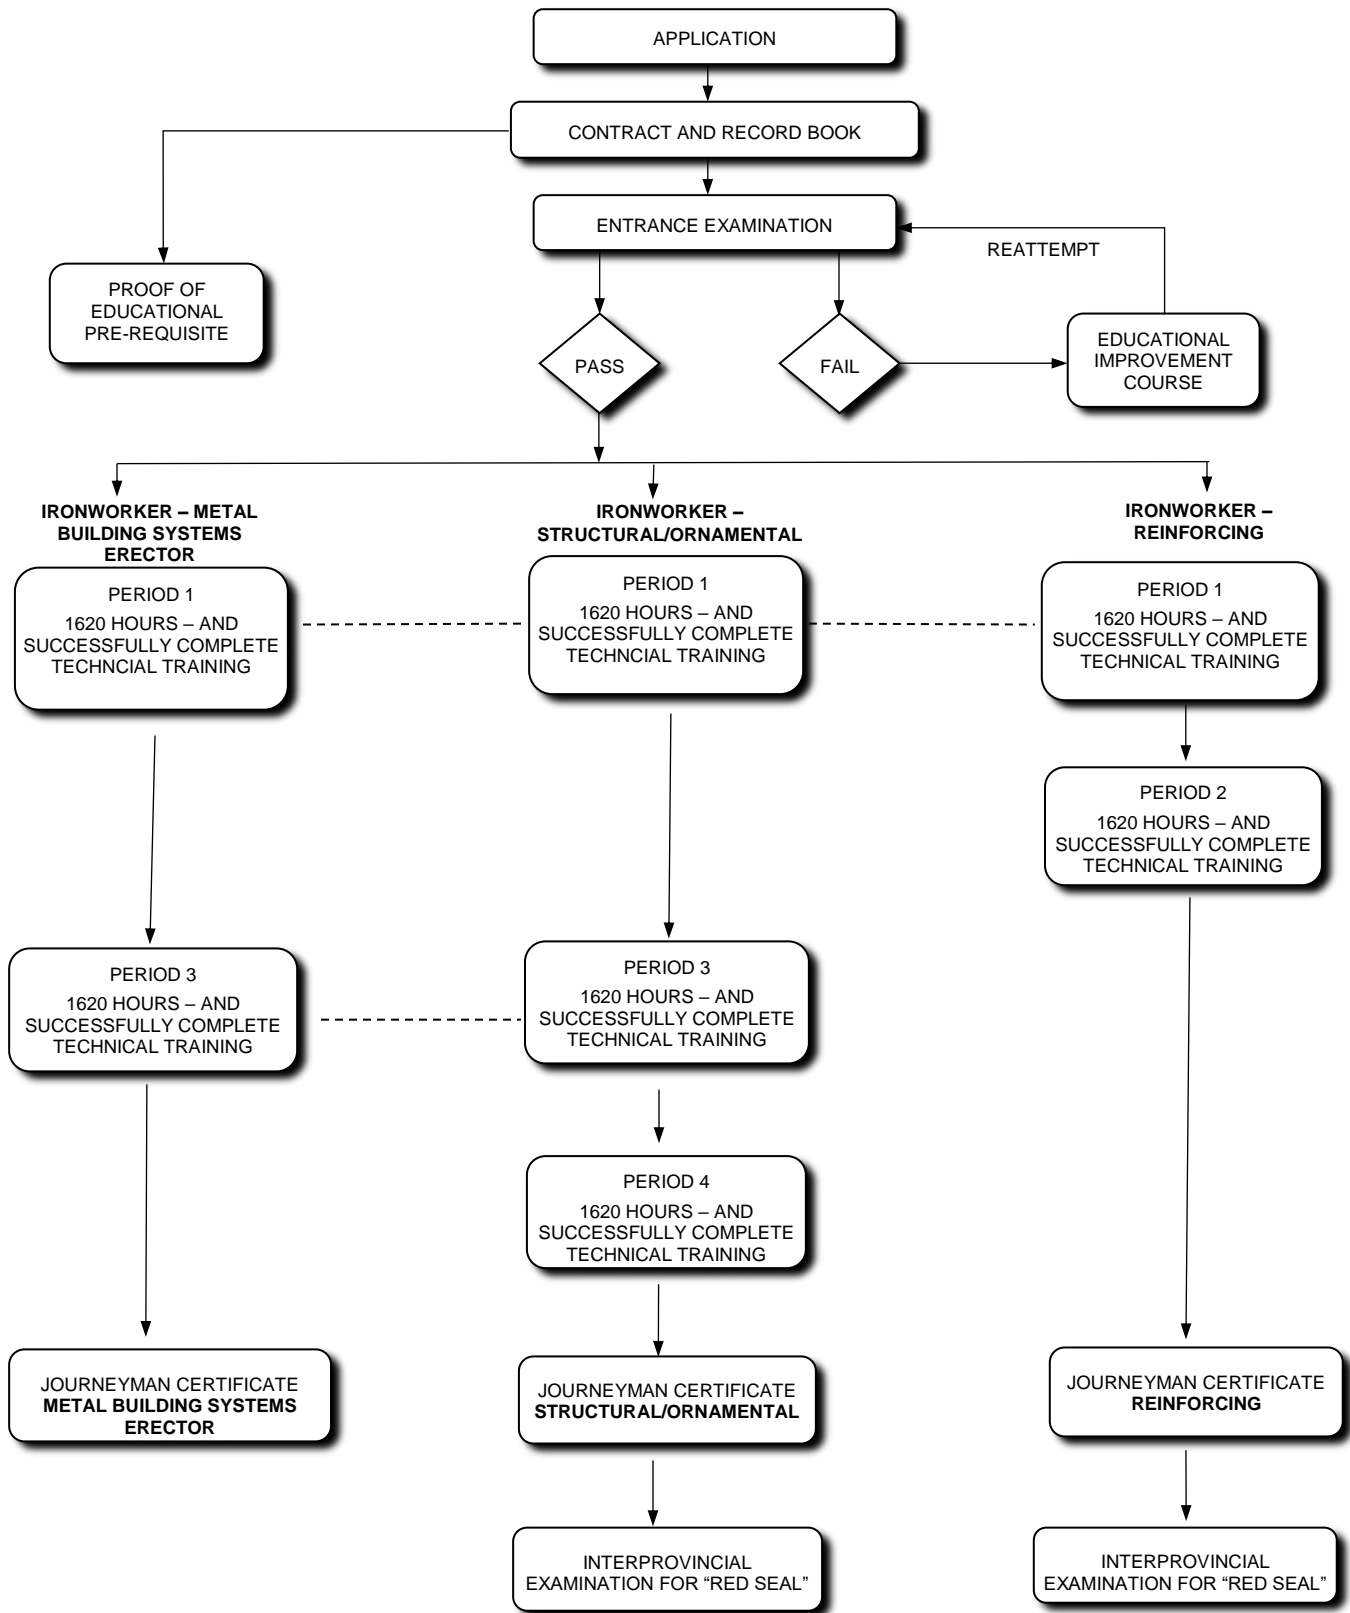 APPLICATION
CONTRACT AND RECORD BOOK
ENTRANCE EXAMINATION
REATTEMPT
PROOF OF
EDUCATIONAL
PRE-REQUISITE
PASS
FAIL
EDUCATIONAL
IMPROVEMENT
COURSE
IRONWORKER – METAL
BUILDING SYSTEMS
ERECTOR
IRONWORKER –
STRUCTURAL/ORNAMENTAL
IRONWORKER –
REINFORCING
PERIOD 1
1620 HOURS – AND
SUCCESSFULLY COMPLETE
TECHNCIAL TRAINING
PERIOD 1
1620 HOURS – AND
SUCCESSFULLY COMPLETE
TECHNCIAL TRAINING
PERIOD 1
1620 HOURS – AND
SUCCESSFULLY COMPLETE
TECHNICAL TRAINING
PERIOD 2
1620 HOURS – AND
SUCCESSFULLY COMPLETE
TECHNICAL TRAINING
PERIOD 3
1620 HOURS – AND
SUCCESSFULLY COMPLETE
TECHNICAL TRAINING
PERIOD 3
1620 HOURS – AND
SUCCESSFULLY COMPLETE
TECHNICAL TRAINING
PERIOD 4
1620 HOURS – AND
SUCCESSFULLY COMPLETE
TECHNICAL TRAINING
JOURNEYMAN CERTIFICATE
METAL BUILDING SYSTEMS
ERECTOR
JOURNEYMAN CERTIFICATE
STRUCTURAL/ORNAMENTAL
JOURNEYMAN CERTIFICATE
REINFORCING
INTERPROVINCIAL
EXAMINATION FOR “RED SEAL”
INTERPROVINCIAL
EXAMINATION FOR “RED SEAL”